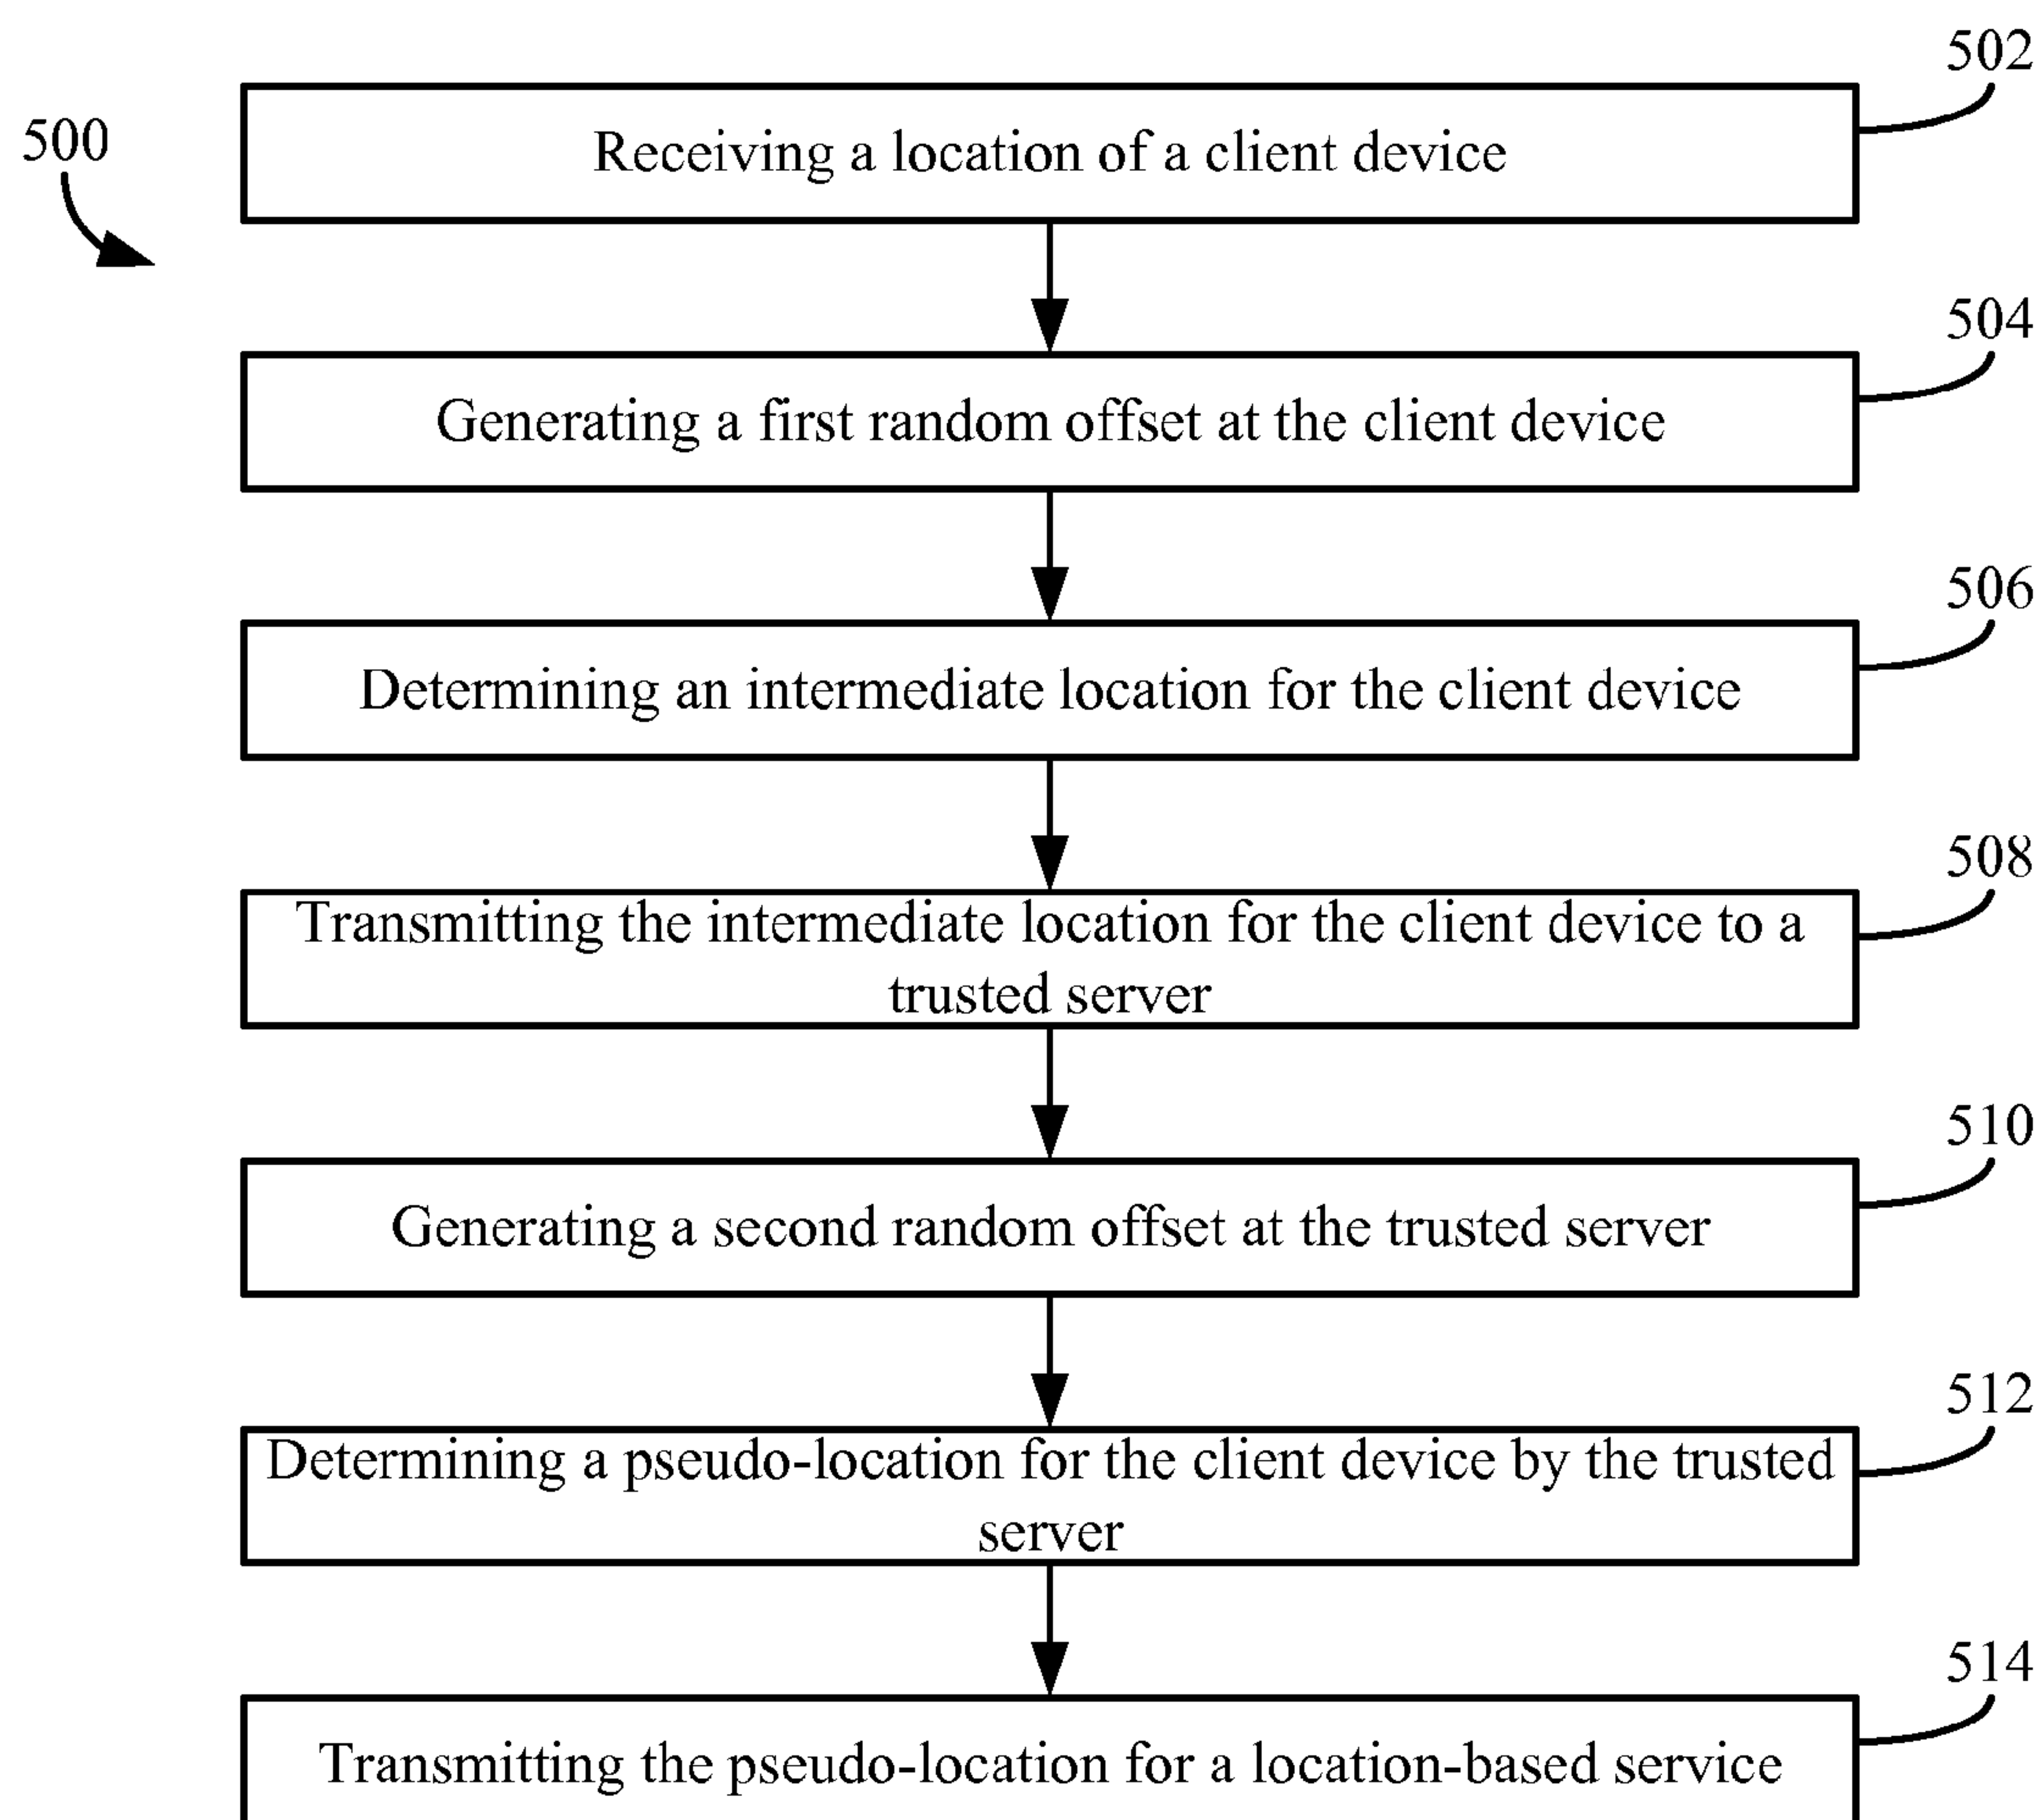 502
500
Receiving a location of a client device
504
Generating a first random offset at the client device
506
Determining an intermediate location for the client device
508
Transmitting the intermediate location for the client device to a
trusted server
510
Generating a second random offset at the trusted server
512
Determining a pseudo-location for the client device by the trusted
server
514
Transmitting the pseudo-location for a location-based service